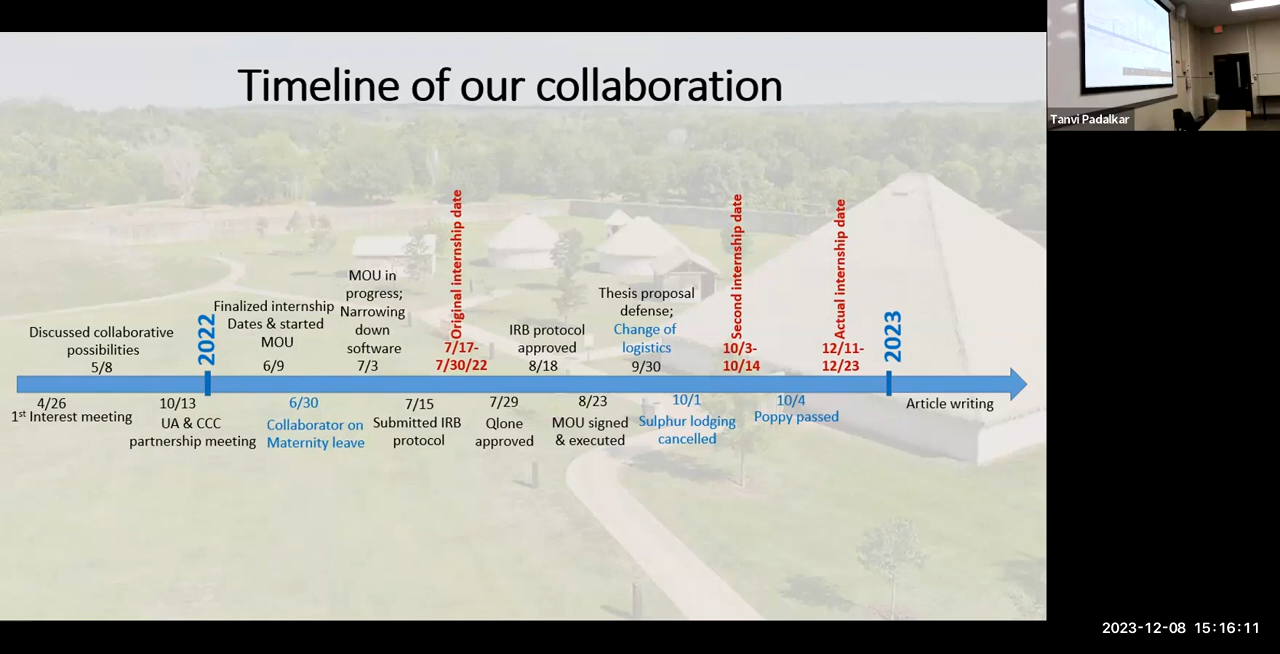 Timeline of our collaboration
Tanvi Padalkar
Discussed collaborative
possibilities
5/8
2022
Finalized internship
Dates & started
MOU
6/9
MOU in
progress;
Narrowing
down
software
7/3
Original internship date
7/17-
7/30/22
IRB protocol
approved
8/18
Thesis proposal
defense;
Change of
logistics
9/30
Second internship date
10/3-
10/14
Actual internship date
12/11-
12/23
2023
4/26
1st Interest meeting
10/13
UA & CCC
partnership meeting
6/30
Collaborator on
Maternity leave
7/15
Submitted IRB
protocol
7/29
Qlone
approved
8/23
MOU signed
& executed
10/1
Sulphur lodging
cancelled
10/4
Poppy passed
Article writing
2023-12-08 15:16:11